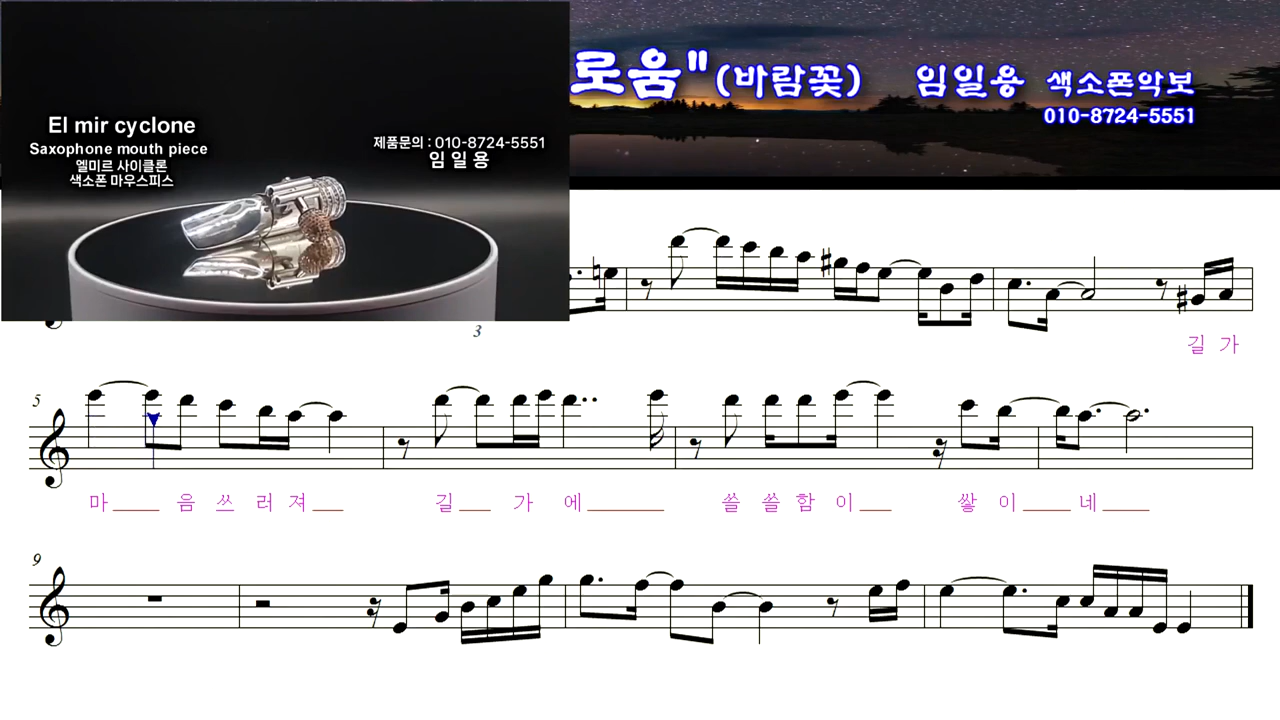 로움" (바람꽃) 임일용 색소폰악보
010-8724-5551
El mir cyclone
Saxophone mouth piece
엘미르 사이클론
색소폰 마우스피스
제품문의 : 010-8724-5551
임 일 용
3
길 가
5
마 음 쓰 러 져 길 가 에 쓸 쓸 함 이 쌓 이 네
9